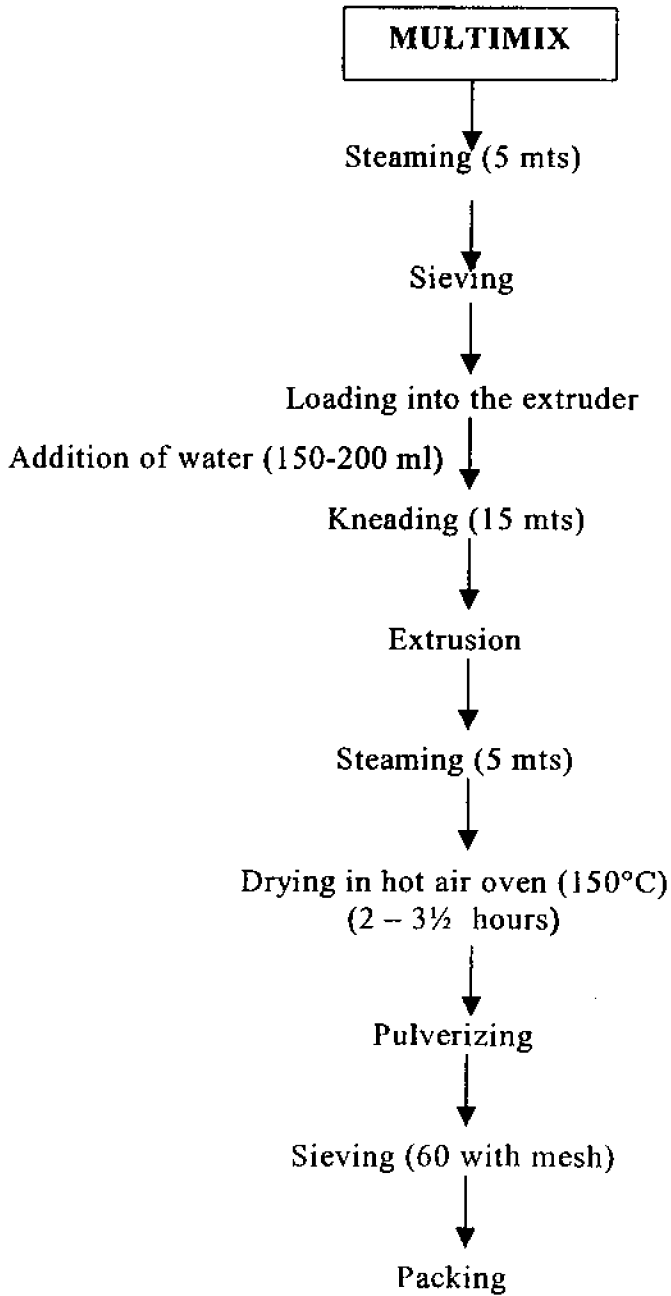 MULTIMIX
Steaming (5 mts)
Sieving
Loading into the extruder
Addition of water (150-200 ml)
Kneading (15 mts)
Extrusion
Steaming (5 mts)
Drying in hot air oven (150°C)
(2 – 3½ hours)
Pulverizing
Sieving (60 with mesh)
Packing